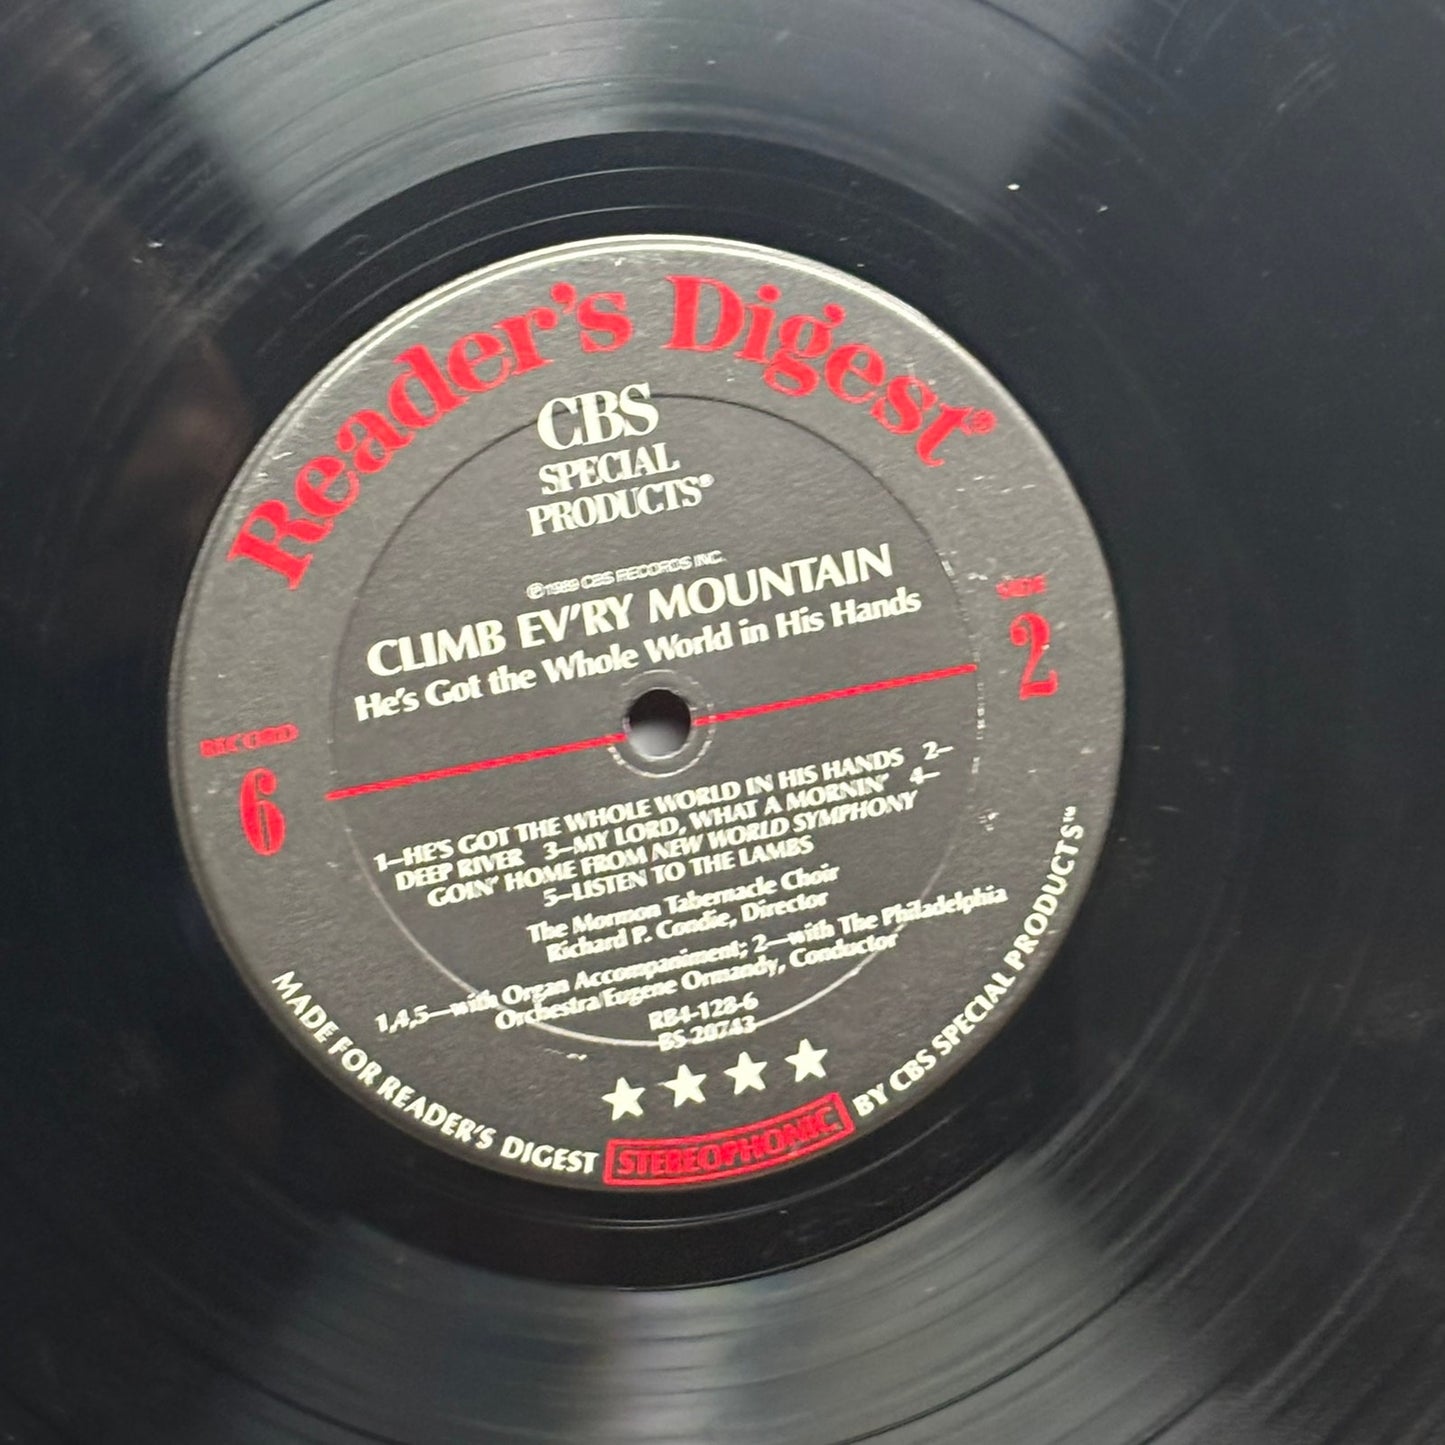 Reader's Digest®
CBS
SPECIAL
PRODUCTS®
℗1989 CBS RECORDS INC.
CLIMB EV'RY MOUNTAIN
He's Got the Whole World in His Hands
RECORD
6
SIDE
2
1—HE'S GOT THE WHOLE WORLD IN HIS HANDS 2—
DEEP RIVER 3—MY LORD, WHAT A MORNIN' 4—
GOIN' HOME FROM NEW WORLD SYMPHONY
5—LISTEN TO THE LAMBS
The Mormon Tabernacle Choir
Richard P. Condie, Director
1,4,5—with Organ Accompaniment; 2—with The Philadelphia
Orchestra/Eugene Ormandy, Conductor
RB4-128-6
BS 20743
MADE FOR READER'S DIGEST
STEREOPHONIC
BY CBS SPECIAL PRODUCTS™